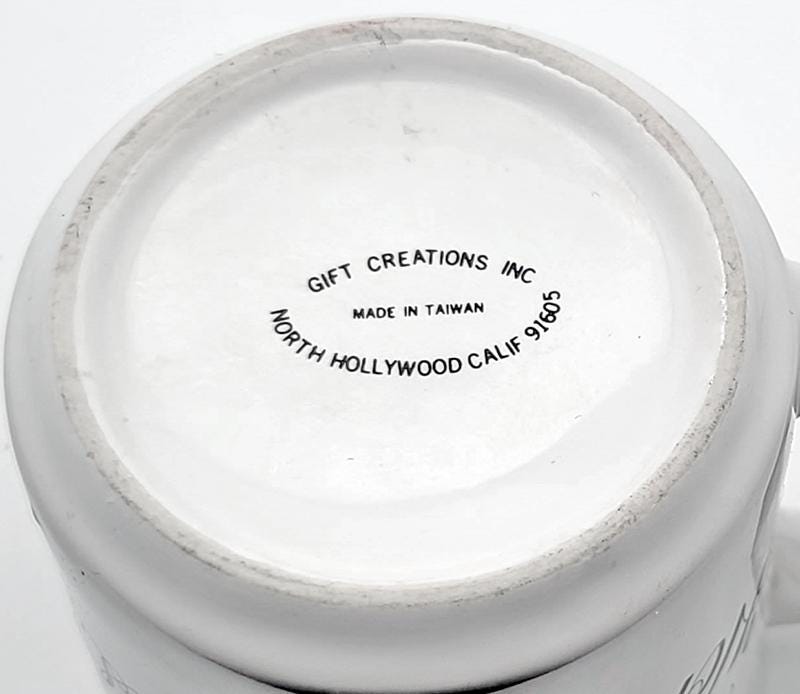 GIFT CREATIONS INC
MADE IN TAIWAN
NORTH HOLLYWOOD CALIF 91605